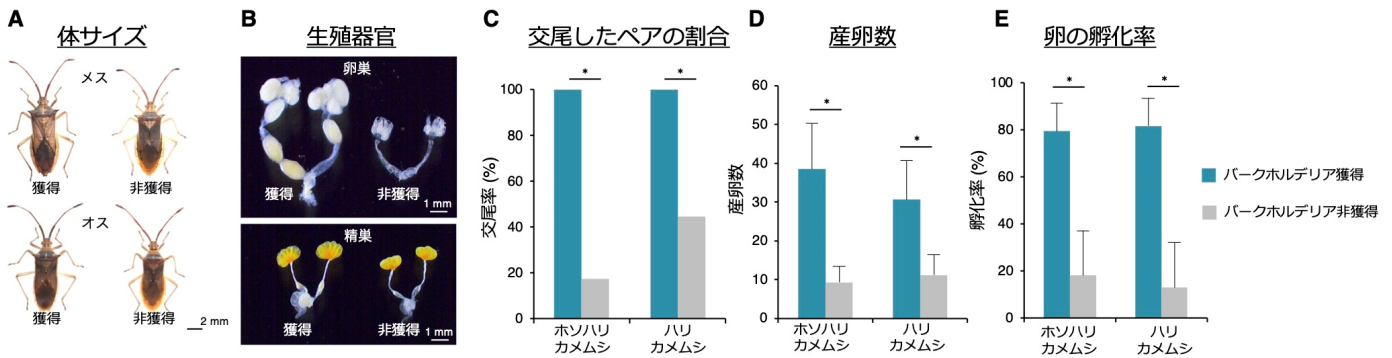 A
体サイズ
メス
獲得
非獲得
オス
獲得
非獲得
2 mm
B
生殖器官
卵巣
獲得
非獲得
1 mm
精巣
獲得
非獲得
1 mm
C
交尾したペアの割合
交尾率 (%)
100
80
60
40
20
0
*
*
ホソハリ
カメムシ
ハリ
カメムシ
D
産卵数
産卵数
60
50
40
30
20
10
0
*
*
ホソハリ
カメムシ
ハリ
カメムシ
E
卵の孵化率
孵化率 (%)
100
80
60
40
20
0
*
*
ホソハリ
カメムシ
ハリ
カメムシ
バークホルデリア獲得
バークホルデリア非獲得